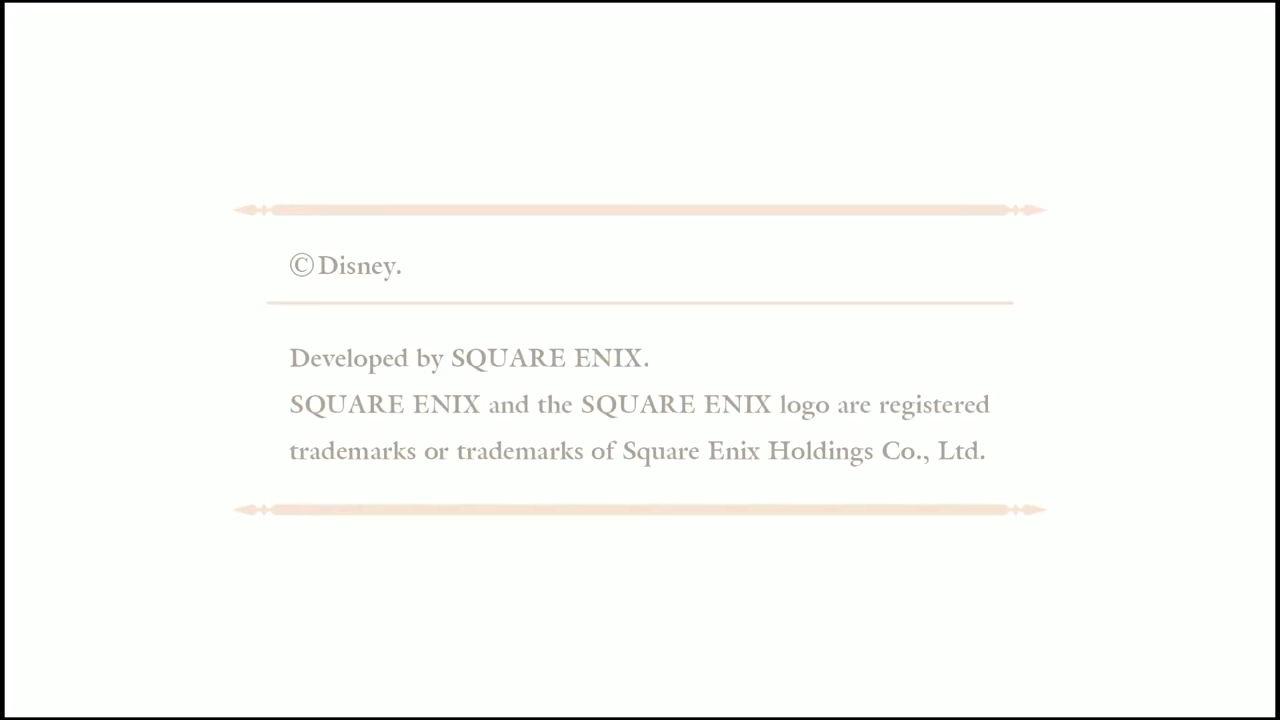 © Disney.
Developed by SQUARE ENIX.
SQUARE ENIX and the SQUARE ENIX logo are registered
trademarks or trademarks of Square Enix Holdings Co., Ltd.